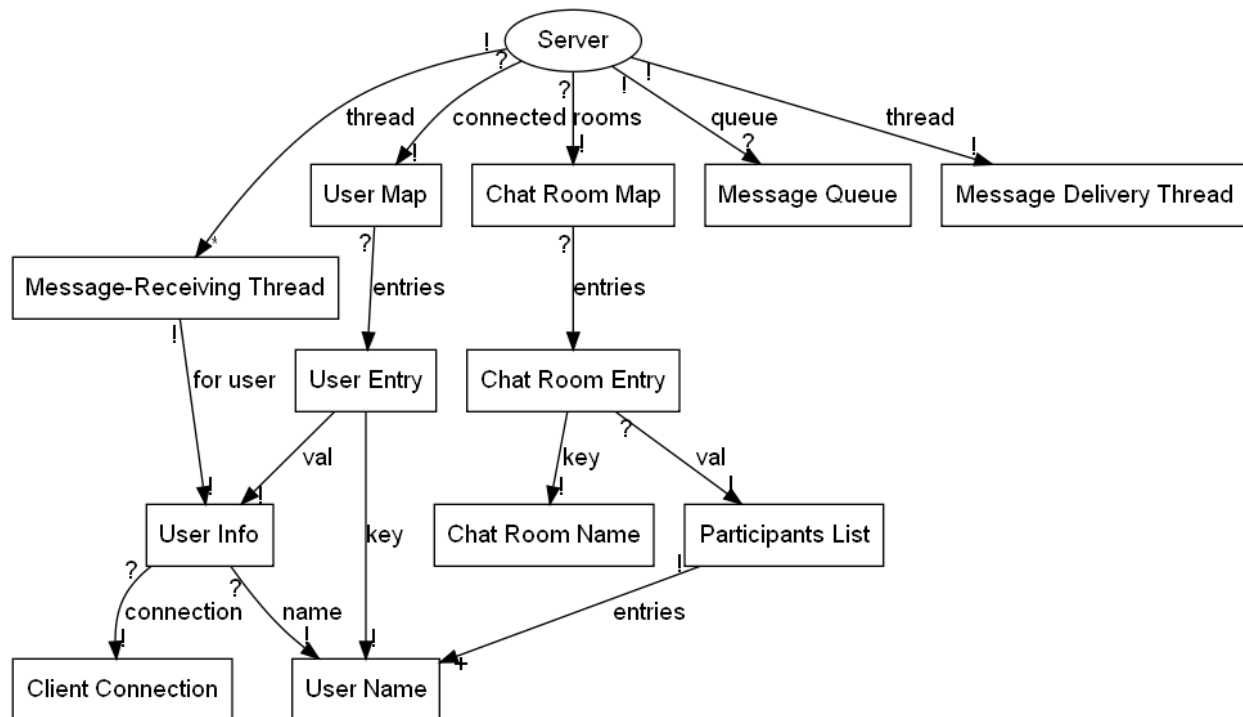 Server
! ? ? ! !
thread connected rooms queue thread
! ! ? !
User Map Chat Room Map Message Queue Message Delivery Thread
* ? ?
Message-Receiving Thread entries entries
!
User Entry Chat Room Entry
for user ?
val key val
! ! ! !
User Info key Chat Room Name Participants List
? ? !
connection name entries
! ! ! +
Client Connection User Name